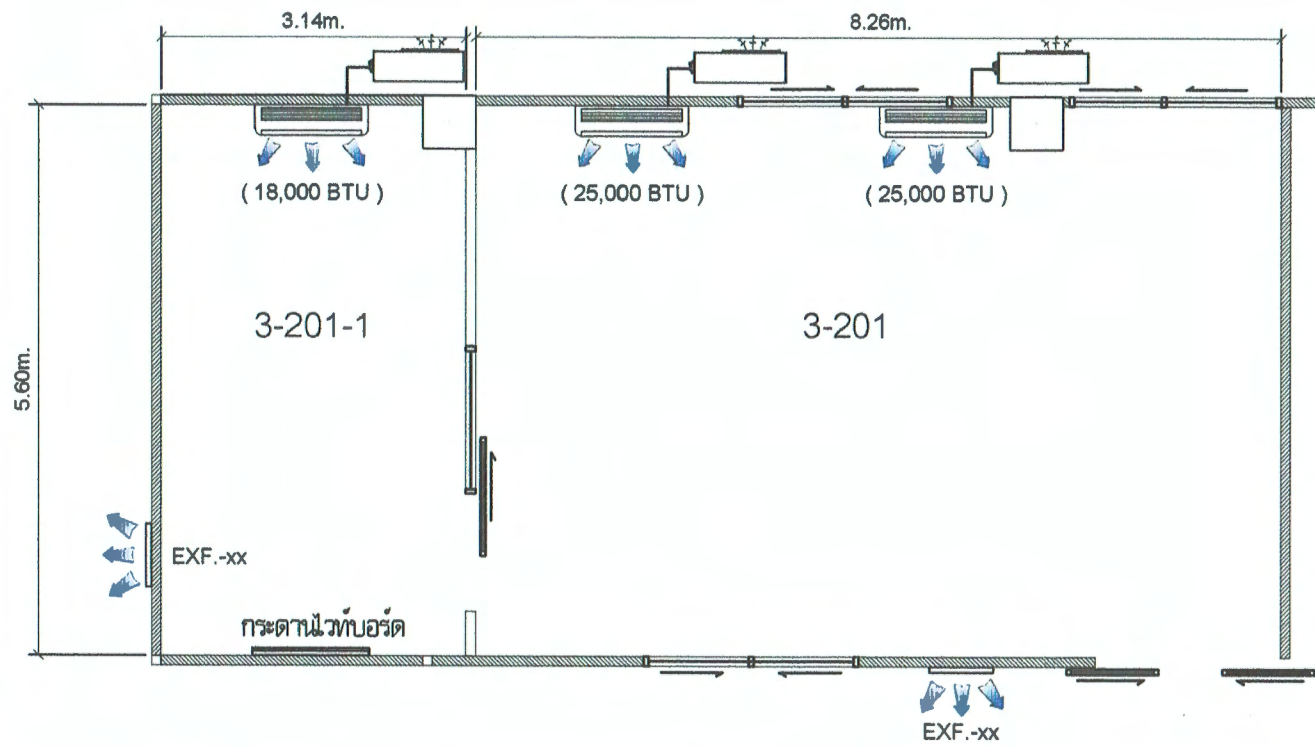 3.14m.
8.26m.
( 18,000 BTU )
( 25,000 BTU )
( 25,000 BTU )
3-201-1
3-201
5.60m.
EXF.-xx
กระดานไวท์บอร์ด
EXF.-xx